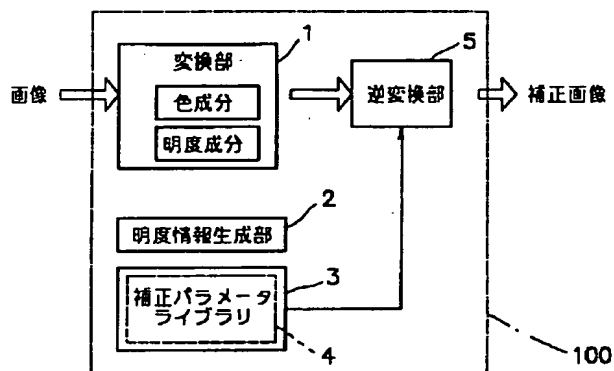 1
5
変換部
画像
色成分
明度成分
逆変換部
補正画像
2
明度情報生成部
3
補正パラメータ
ライブラリ
4
100